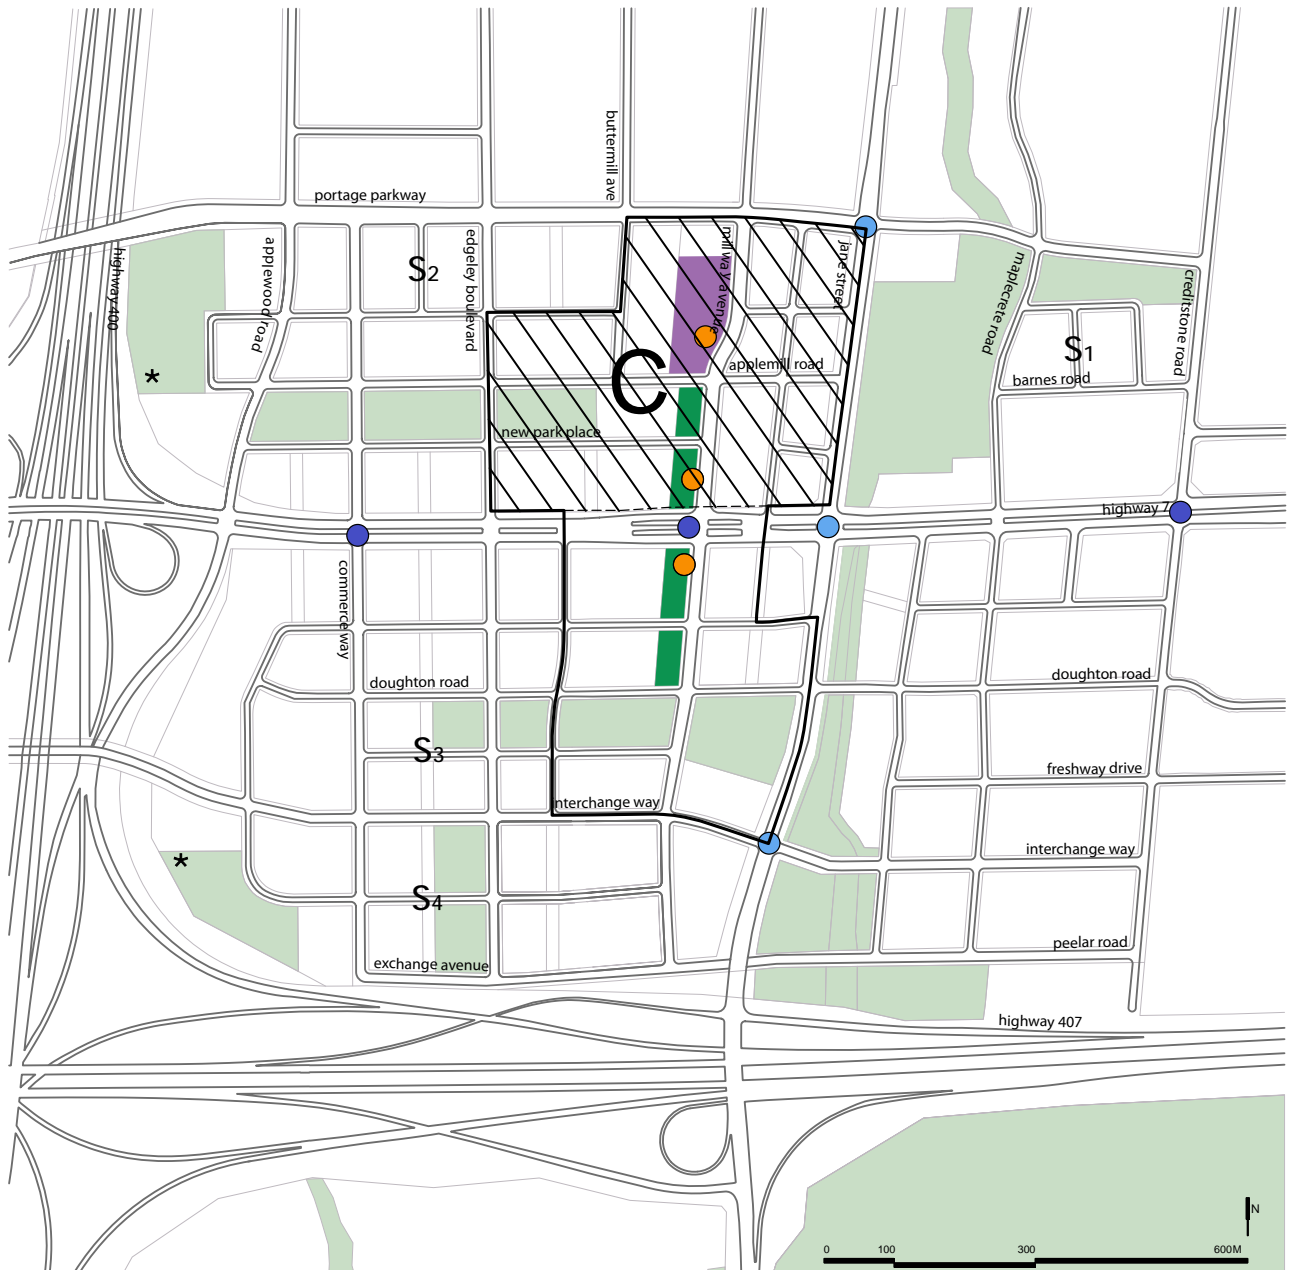 buttermill ave
portage parkway
highway 400
applewood road
S2
edgeley boulevard
millway avenue
jane street
maplecrete road
creditstone road
*
C
applemill road
S1
barnes road
new park place
highway 7
commerce way
doughton road
doughton road
S3
freshway drive
interchange way
interchange way
*
S4
peelar road
exchange avenue
highway 407
N
0 100 300 600M